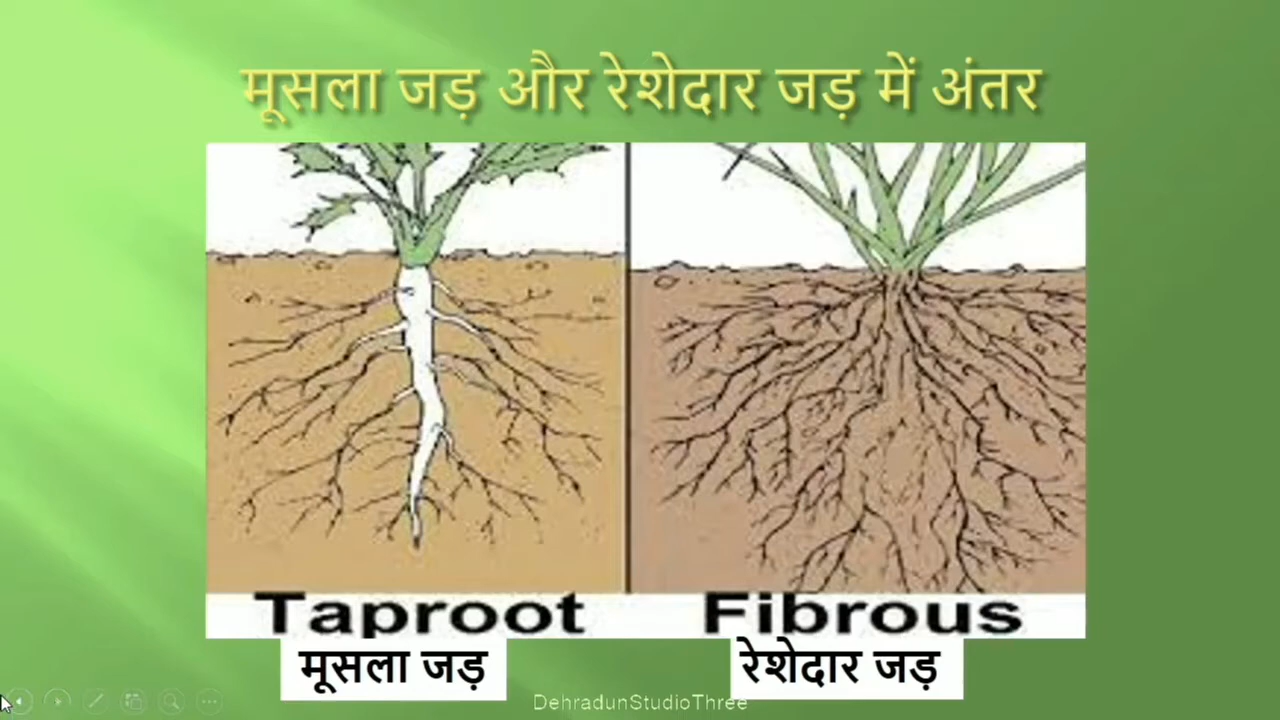 मूसला जड़ और रेशेदार जड़ में अंतर
Taproot
Fibrous
मूसला जड़
रेशेदार जड़
DehradunStudioThree